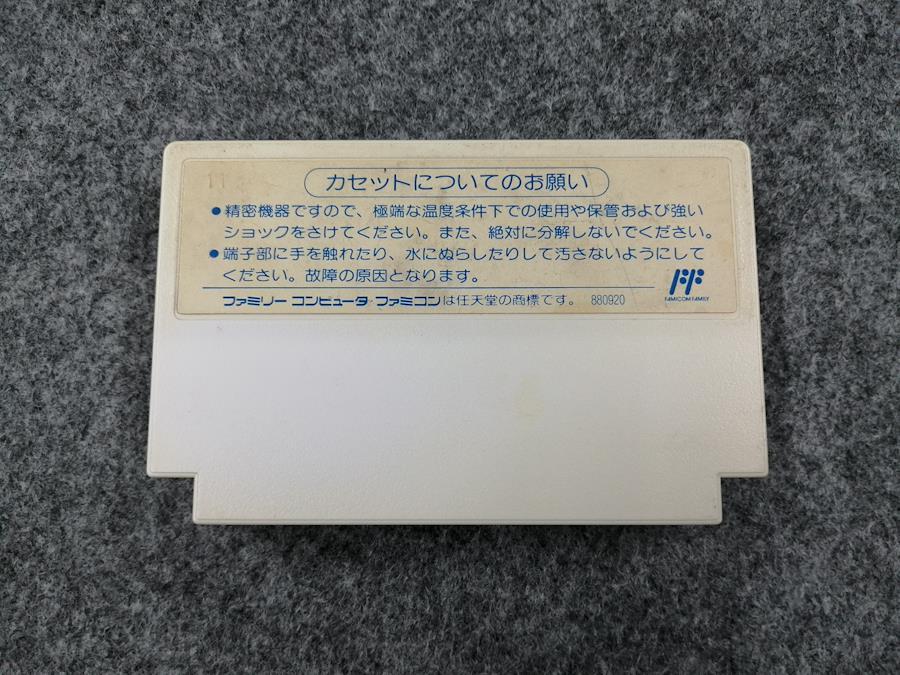 11
カセットについてのお願い
●精密機器ですので、極端な温度条件下での使用や保管および強い
ショックをさけてください。また、絶対に分解しないでください。
●端子部に手を触れたり、水にぬらしたりして汚さないようにして
ください。故障の原因となります。
ファミリー コンピュータ・ファミコンは任天堂の商標です。 880920
FAMICOM FAMILY